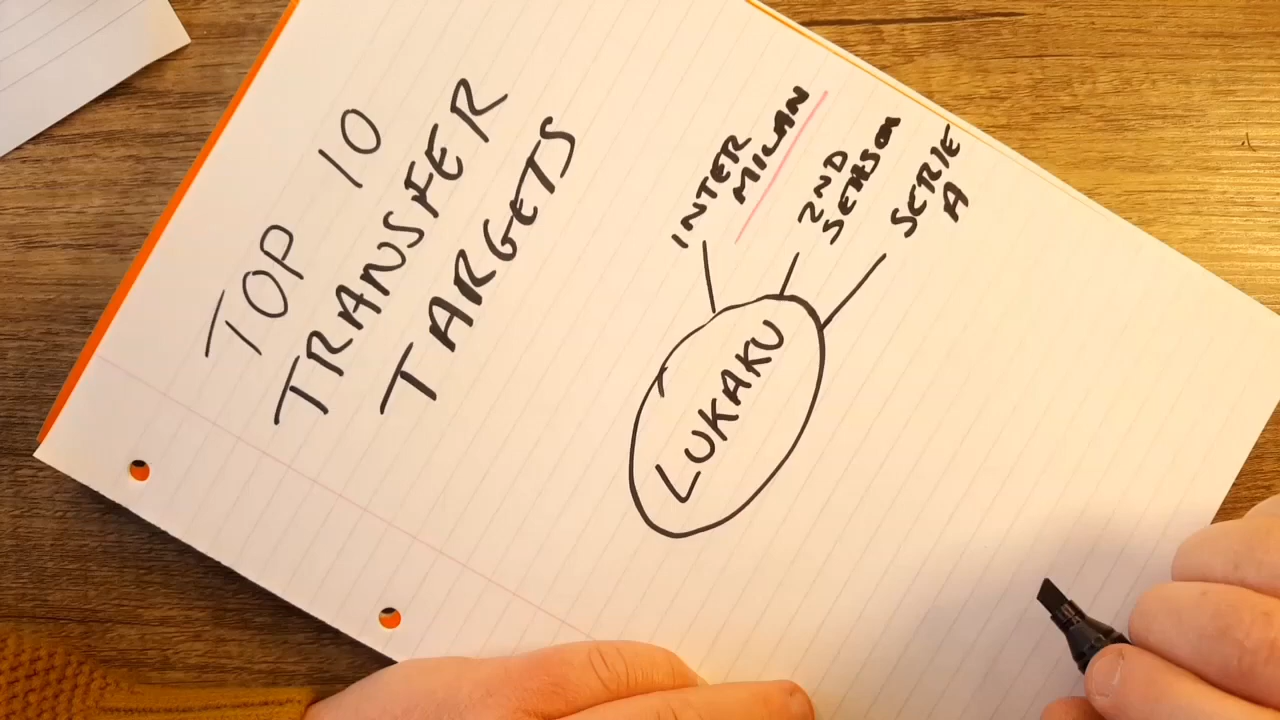 TOP 10
TRANSFER
TARGETS
INTER
MILAN
2ND
SEASON
SERIE
A
LUKAKU